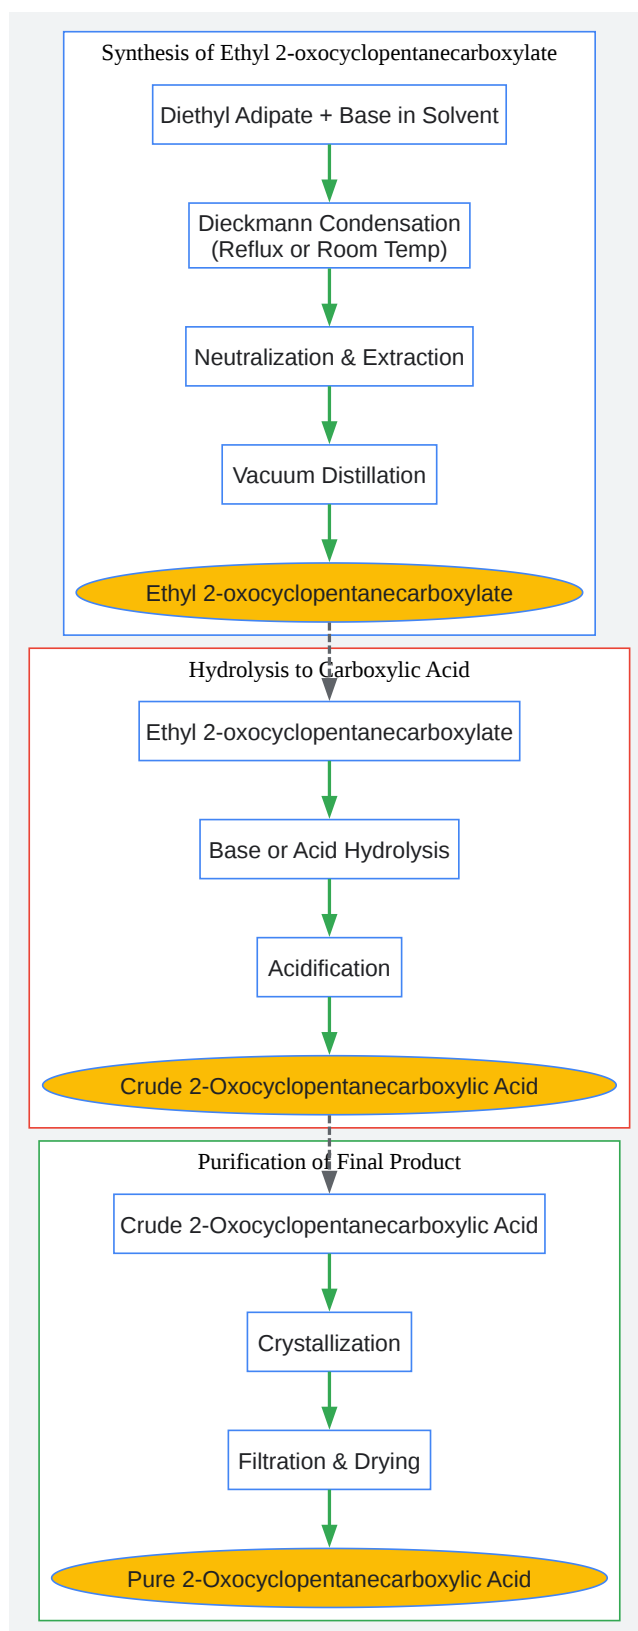 Synthesis of Ethyl 2-oxocyclopentanecarboxylate
Diethyl Adipate + Base in Solvent
Dieckmann Condensation
(Reflux or Room Temp)
Neutralization & Extraction
Vacuum Distillation
Ethyl 2-oxocyclopentanecarboxylate
Hydrolysis to Carboxylic Acid
Ethyl 2-oxocyclopentanecarboxylate
Base or Acid Hydrolysis
Acidification
Crude 2-Oxocyclopentanecarboxylic Acid
Purification of Final Product
Crude 2-Oxocyclopentanecarboxylic Acid
Crystallization
Filtration & Drying
Pure 2-Oxocyclopentanecarboxylic Acid